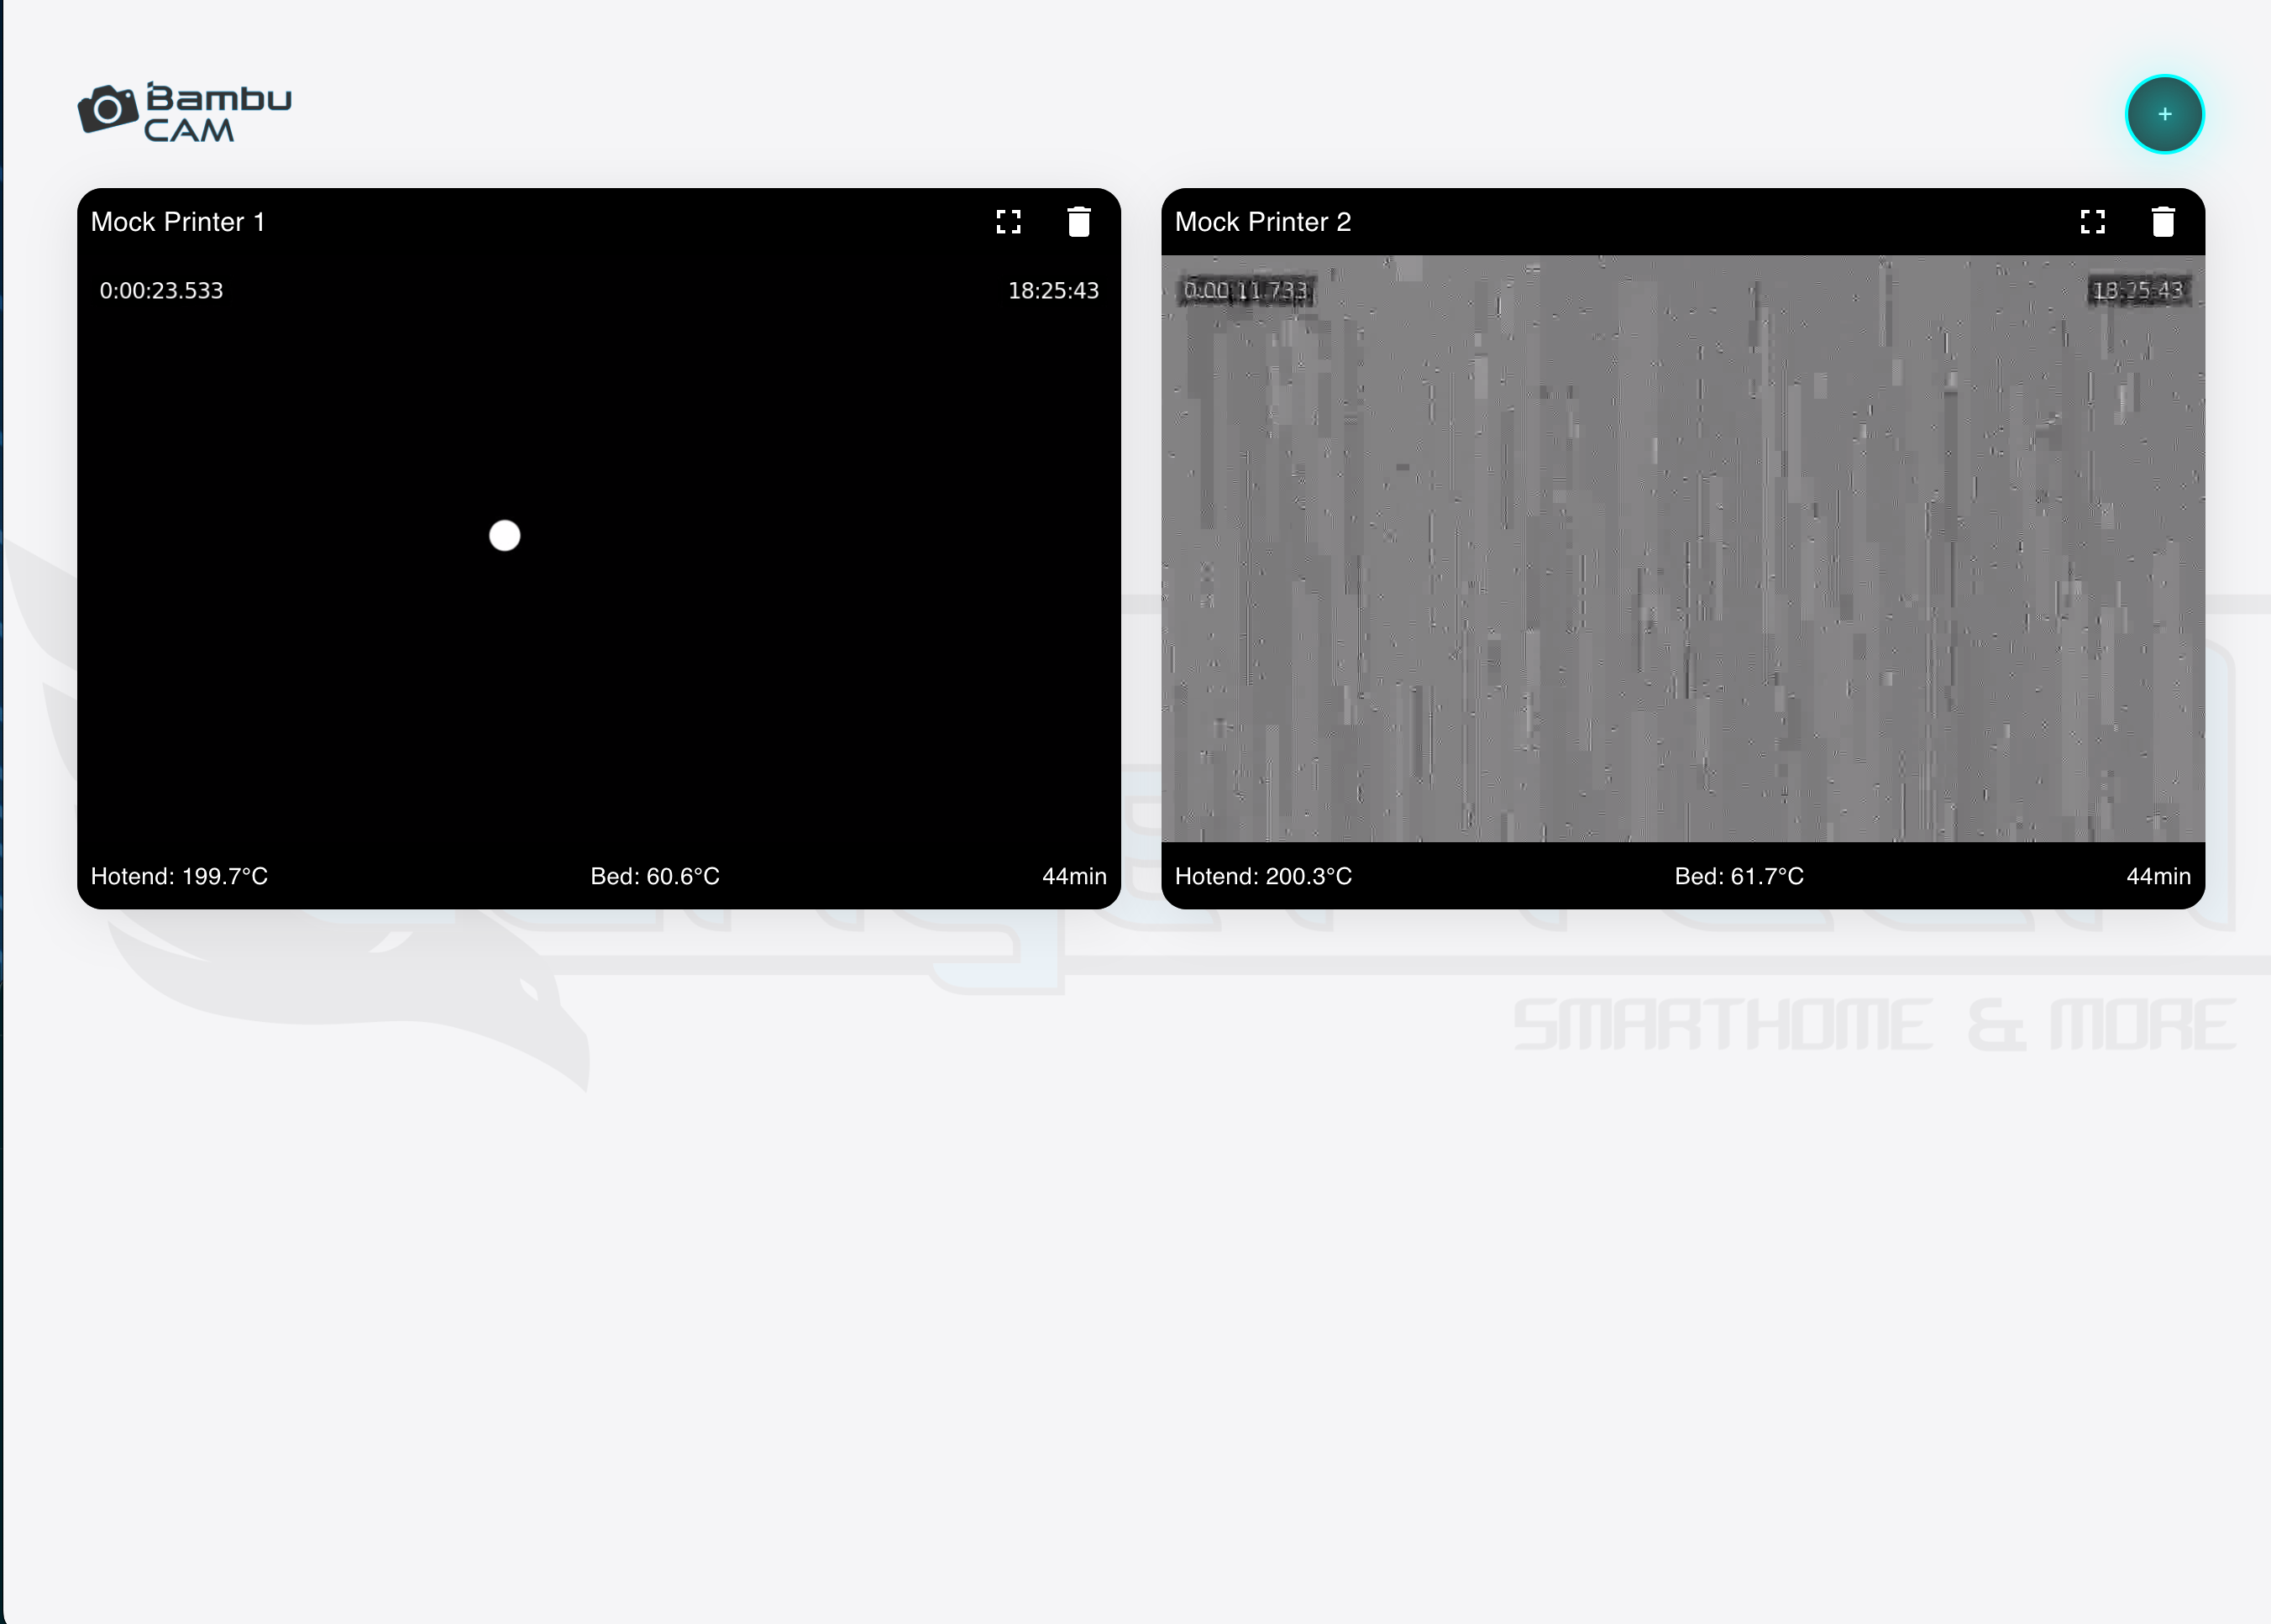 Bambu
CAM
+
Mock Printer 1
Mock Printer 2
0:00:23.533
18:25:43
0:00:11.733
18:25:43
Hotend: 199.7°C
Bed: 60.6°C
44min
Hotend: 200.3°C
Bed: 61.7°C
44min
SMARTHOME & MORE